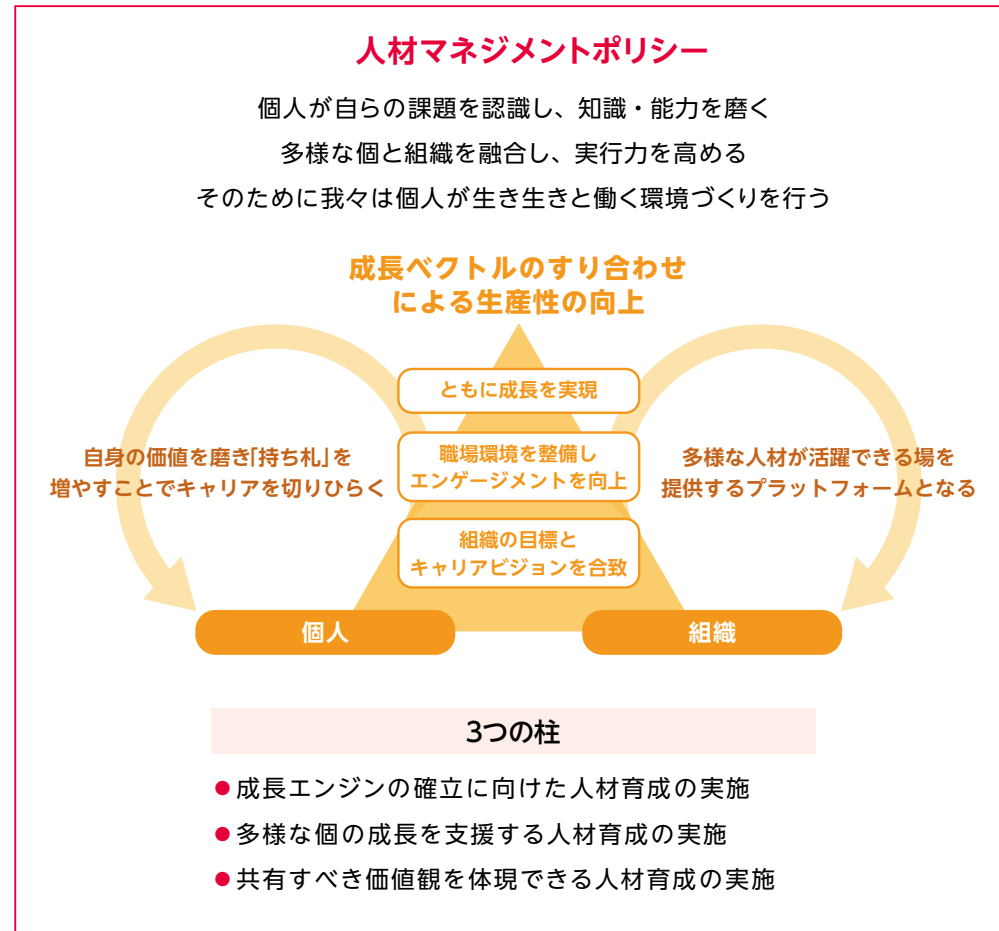 人材マネジメントポリシー
個人が自らの課題を認識し、知識・能力を磨く
多様な個と組織を融合し、実行力を高める
そのために我々は個人が生き生きと働く環境づくりを行う
成長ベクトルのすり合わせ
による生産性の向上
ともに成長を実現
職場環境を整備し
エンゲージメントを向上
組織の目標と
キャリアビジョンを合致
自身の価値を磨き「持ち札」を
増やすことでキャリアを切りひらく
多様な人材が活躍できる場を
提供するプラットフォームとなる
個人
組織
3つの柱
●成長エンジンの確立に向けた人材育成の実施
●多様な個の成長を支援する人材育成の実施
●共有すべき価値観を体現できる人材育成の実施